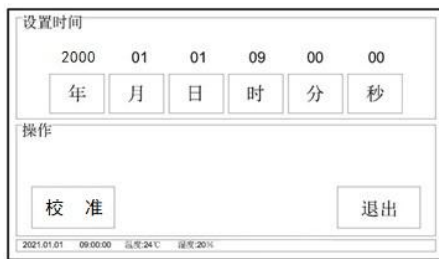 设置时间
2000 01 01 09 00 00
年 月 日 时 分 秒
操作
校 准 退出
2021.01.01 09:00:00 温度:24℃ 湿度:20%